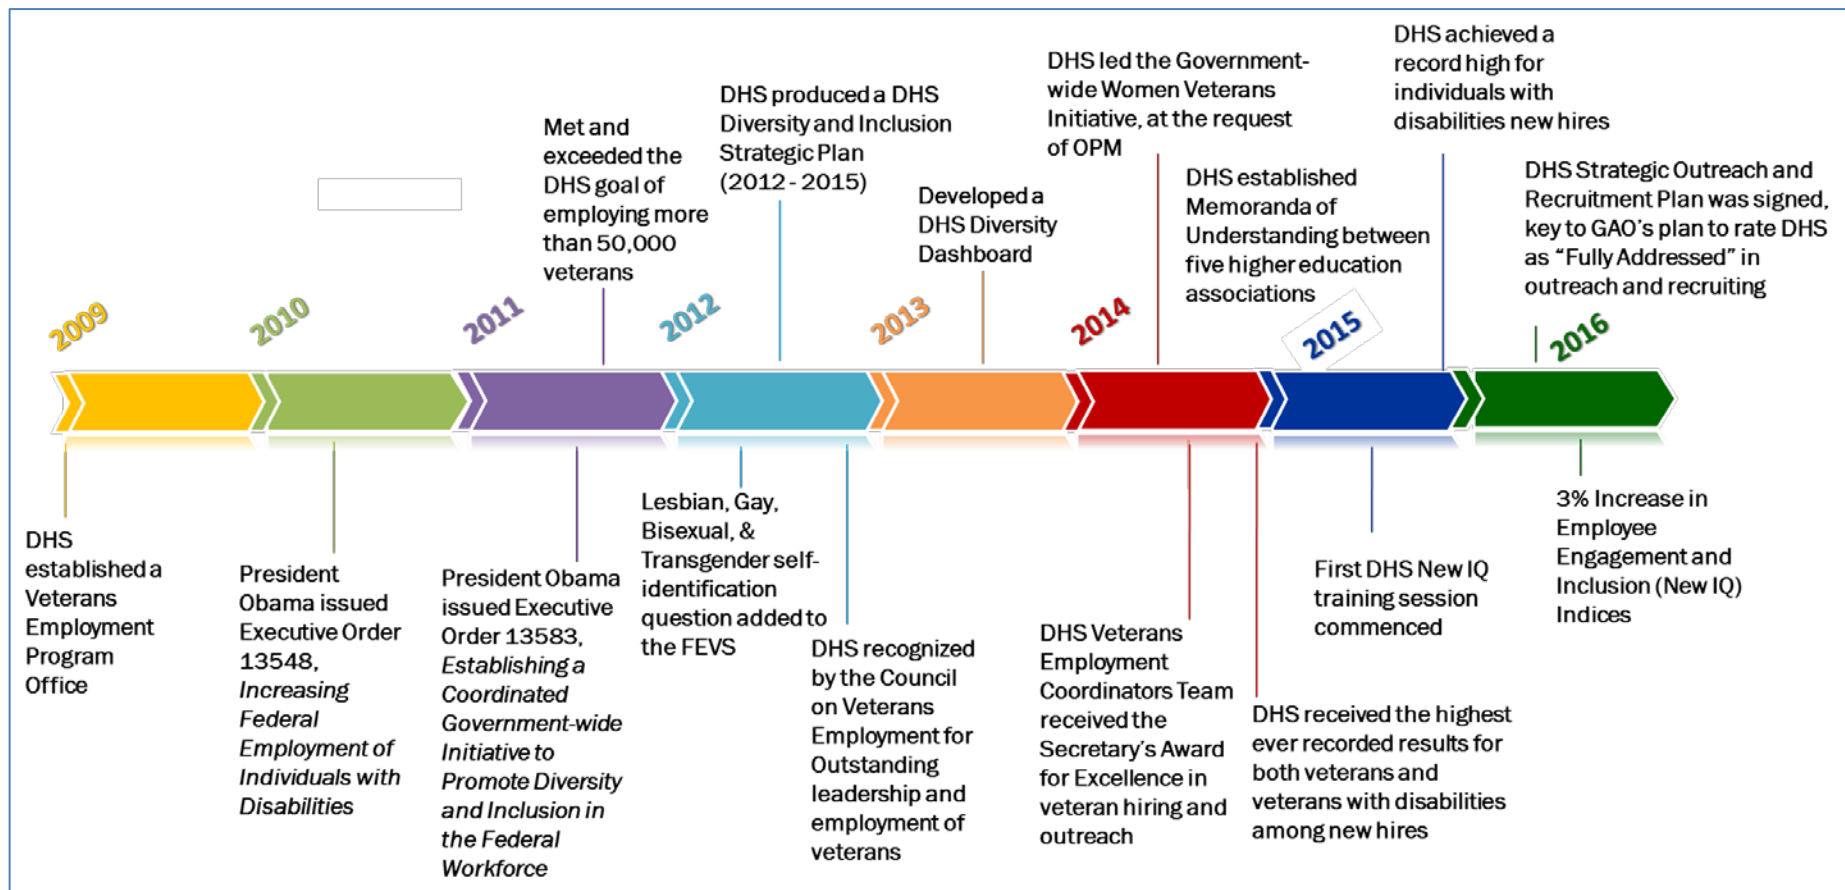 DHS achieved a
record high for
individuals with
disabilities new hires
DHS led the Government-
wide Women Veterans
Initiative, at the request
of OPM
DHS produced a DHS
Diversity and Inclusion
Strategic Plan
(2012 - 2015)
Met and
exceeded the
DHS goal of
employing more
than 50,000
veterans
Developed a
DHS Diversity
Dashboard
DHS established
Memoranda of
Understanding between
five higher education
associations
DHS Strategic Outreach and
Recruitment Plan was signed,
key to GAO's plan to rate DHS
as "Fully Addressed" in
outreach and recruiting
2009
2010
2011
2012
2013
2014
2015
2016
DHS
established a
Veterans
Employment
Program
Office
President
Obama issued
Executive Order
13548,
Increasing
Federal
Employment of
Individuals with
Disabilities
President Obama
issued Executive
Order 13583,
Establishing a
Coordinated
Government-wide
Initiative to
Promote Diversity
and Inclusion in
the Federal
Workforce
Lesbian, Gay,
Bisexual, &
Transgender self-
identification
question added to
the FEVS
DHS recognized
by the Council
on Veterans
Employment for
Outstanding
leadership and
employment of
veterans
DHS Veterans
Employment
Coordinators Team
received the
Secretary's Award
for Excellence in
veteran hiring and
outreach
DHS received the highest
ever recorded results for
both veterans and
veterans with disabilities
among new hires
First DHS New IQ
training session
commenced
3% Increase in
Employee
Engagement and
Inclusion (New IQ)
Indices